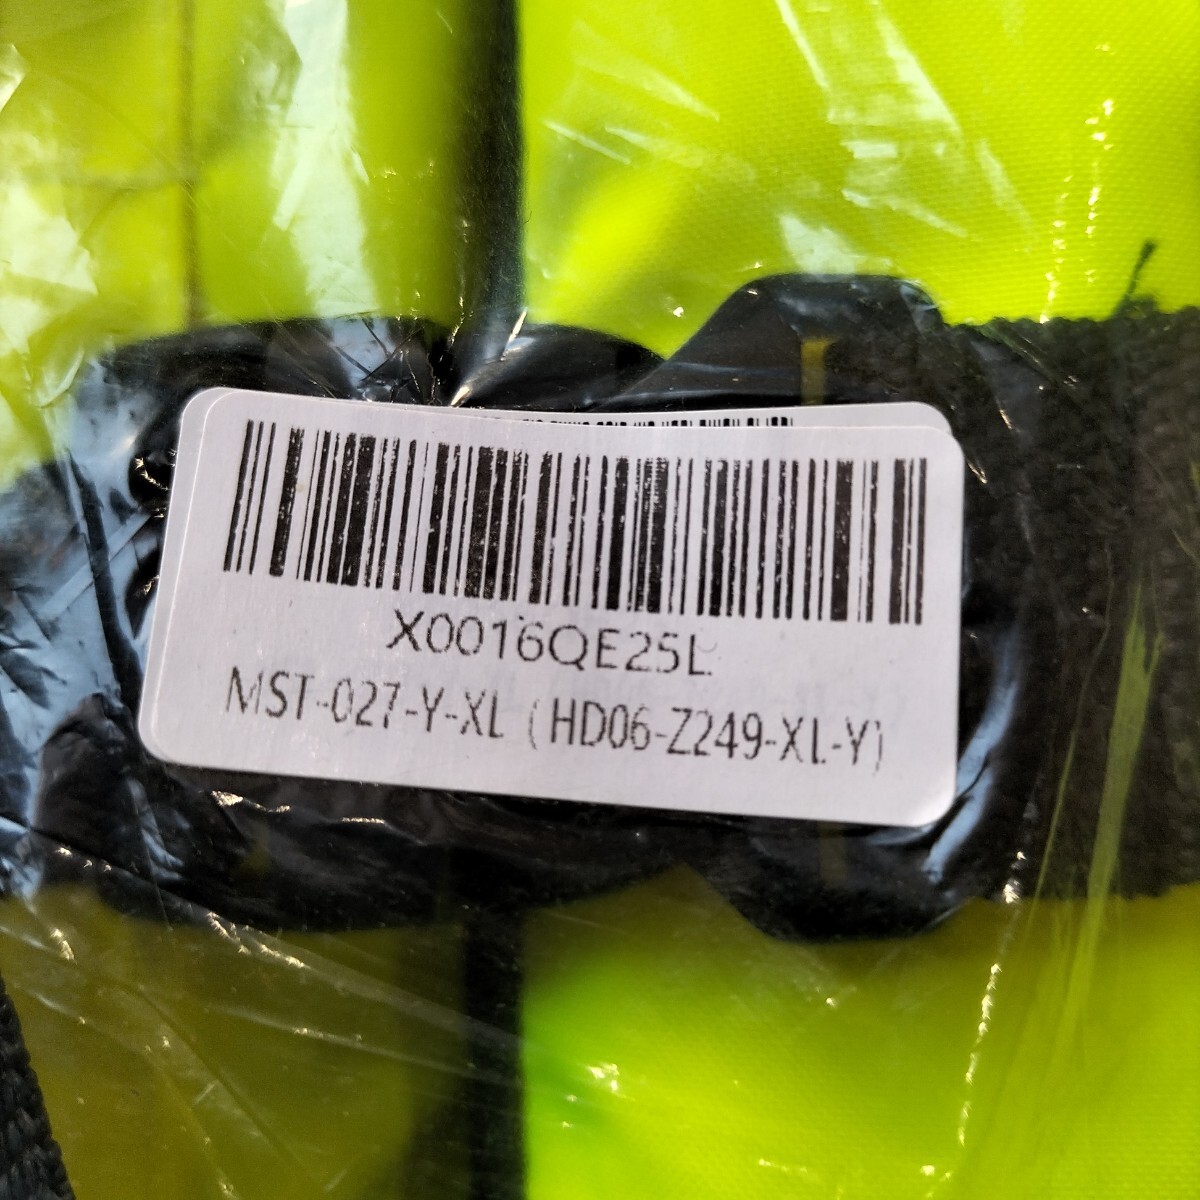 X0016QE25L
MST-027-Y-XL (HD06-Z249-XL-Y)